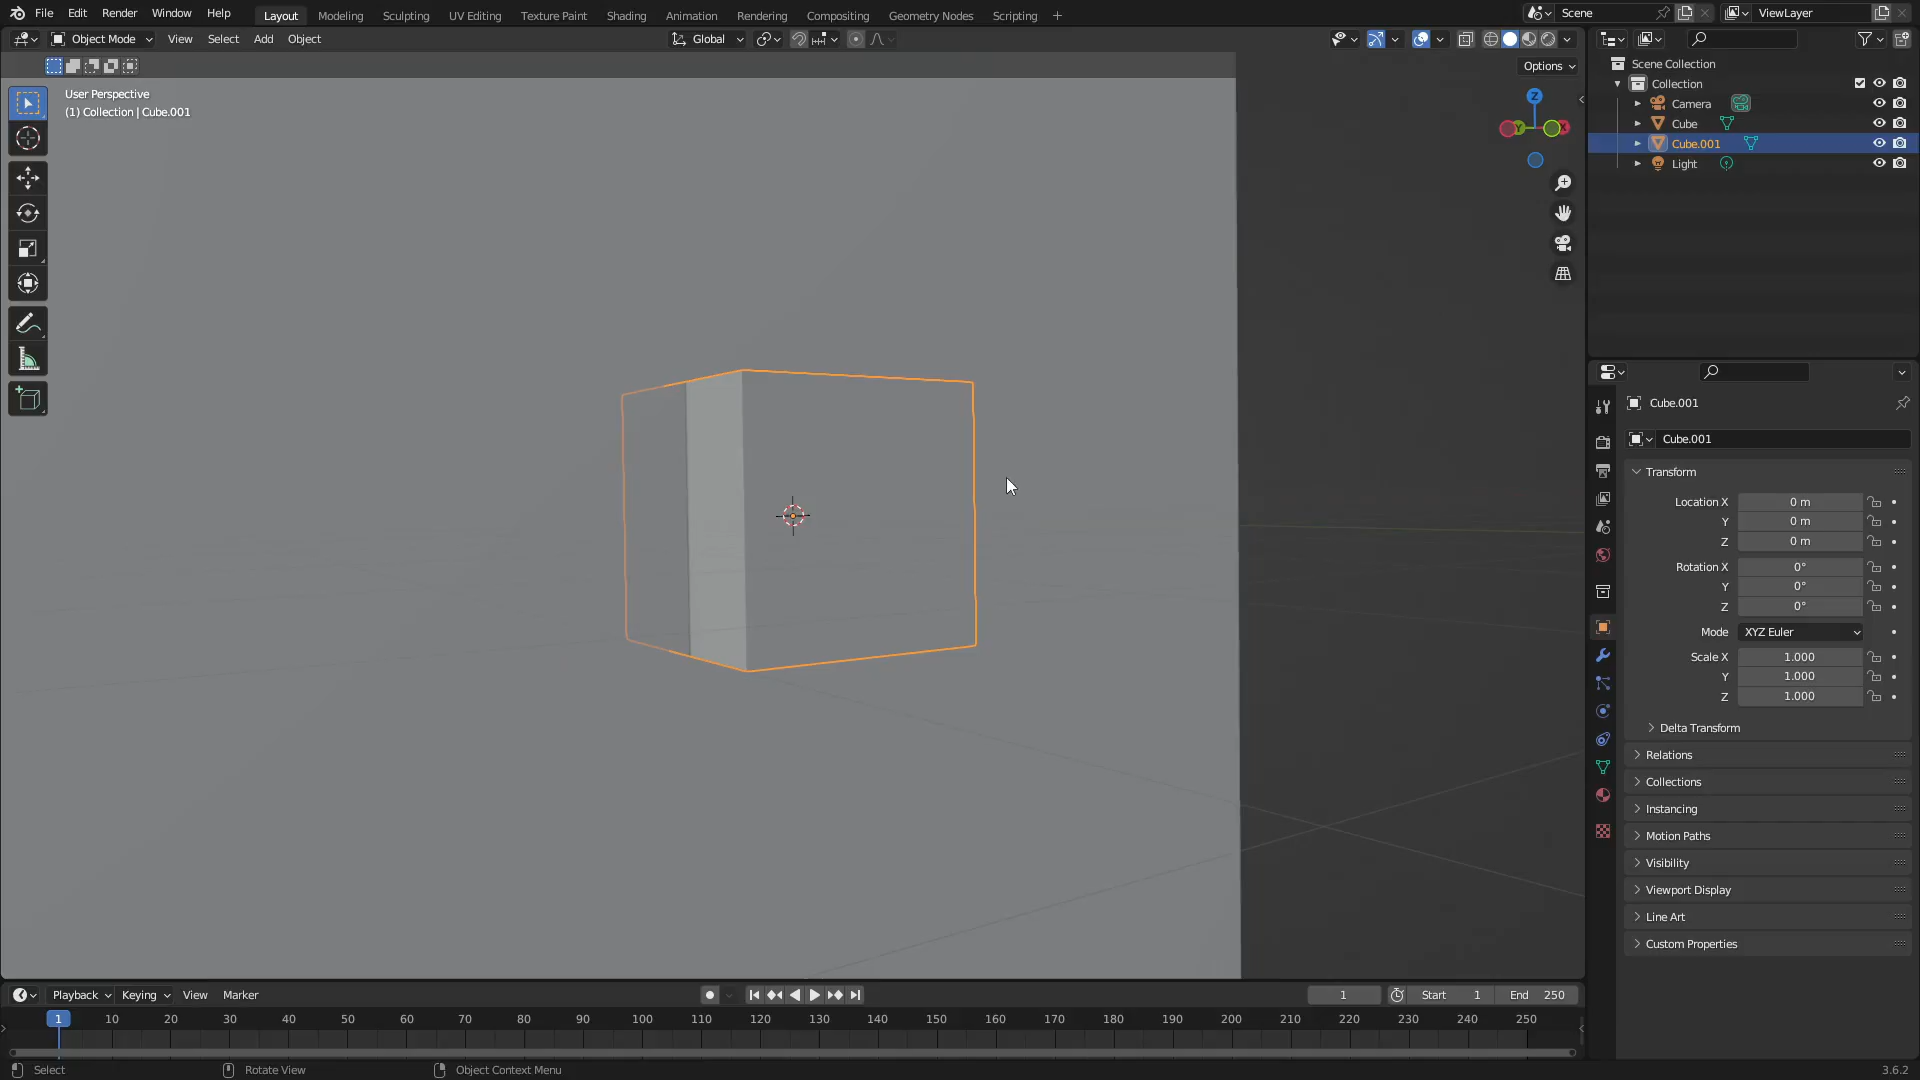 File Edit Render Window Help Layout Modeling Sculpting UV Editing Texture Paint Shading Animation Rendering Compositing Geometry Nodes Scripting + Scene ViewLayer
Object Mode View Select Add Object Global
Options
User Perspective
(1) Collection | Cube.001
Z
Y X
Scene Collection
Collection
Camera
Cube
Cube.001
Light
Cube.001
Cube.001
Transform
Location X 0 m
Y 0 m
Z 0 m
Rotation X 0°
Y 0°
Z 0°
Mode XYZ Euler
Scale X 1.000
Y 1.000
Z 1.000
Delta Transform
Relations
Collections
Instancing
Motion Paths
Visibility
Viewport Display
Line Art
Custom Properties
Playback Keying View Marker 1 Start 1 End 250
1 10 20 30 40 50 60 70 80 90 100 110 120 130 140 150 160 170 180 190 200 210 220 230 240 250
Select Rotate View Object Context Menu 3.6.2